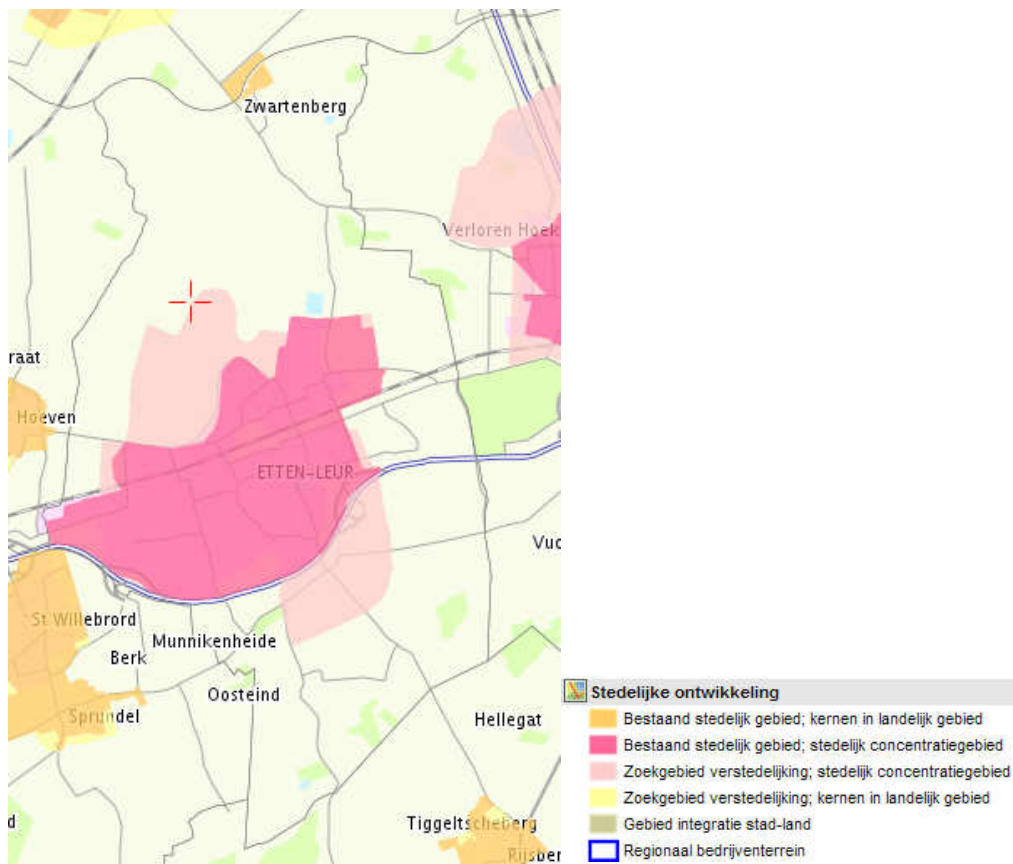 Zwartenberg
Verloren Hoek
raat
Hoeven
ETTEN-LEUR
Vuc
St Willebrord
Munnikenheide
Berk
Oosteind
Sprundel
Hellegat
d
Tiggeltscheberg
Rijsber
Stedelijke ontwikkeling
Bestaand stedelijk gebied; kernen in landelijk gebied
Bestaand stedelijk gebied; stedelijk concentratiegebied
Zoekgebied verstedelijking; stedelijk concentratiegebied
Zoekgebied verstedelijking; kernen in landelijk gebied
Gebied integratie stad-land
Regionaal bedrijventerrein